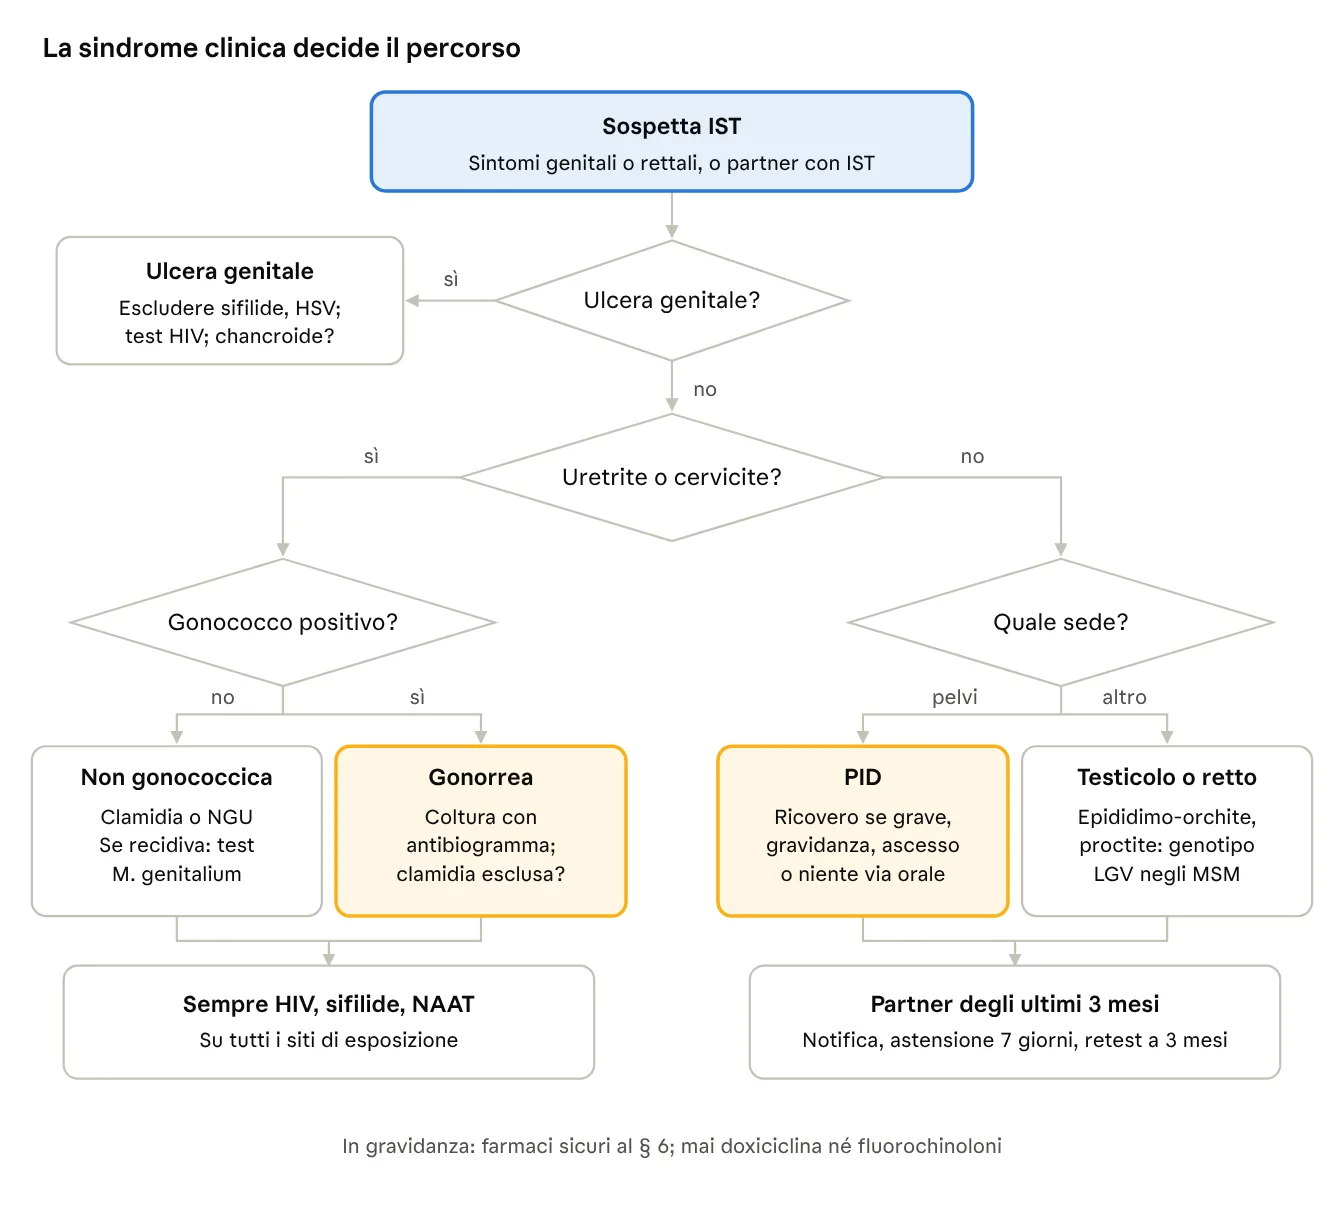 La sindrome clinica decide il percorso
Sospetta IST
Sintomi genitali o rettali, o partner con IST
Ulcera genitale
Escludere sifilide, HSV;
test HIV; chancroide?
sì
Ulcera genitale?
no
sì
Uretrite o cervicite?
no
Gonococco positivo?
Quale sede?
no
sì
pelvi
altro
Non gonococcica
Clamidia o NGU
Se recidiva: test
M. genitalium
Gonorrea
Coltura con
antibiogramma;
clamidia esclusa?
PID
Ricovero se grave,
gravidanza, ascesso
o niente via orale
Testicolo o retto
Epididimo-orchite,
proctite: genotipo
LGV negli MSM
Sempre HIV, sifilide, NAAT
Su tutti i siti di esposizione
Partner degli ultimi 3 mesi
Notifica, astensione 7 giorni, retest a 3 mesi
In gravidanza: farmaci sicuri al § 6; mai doxiciclina né fluorochinoloni